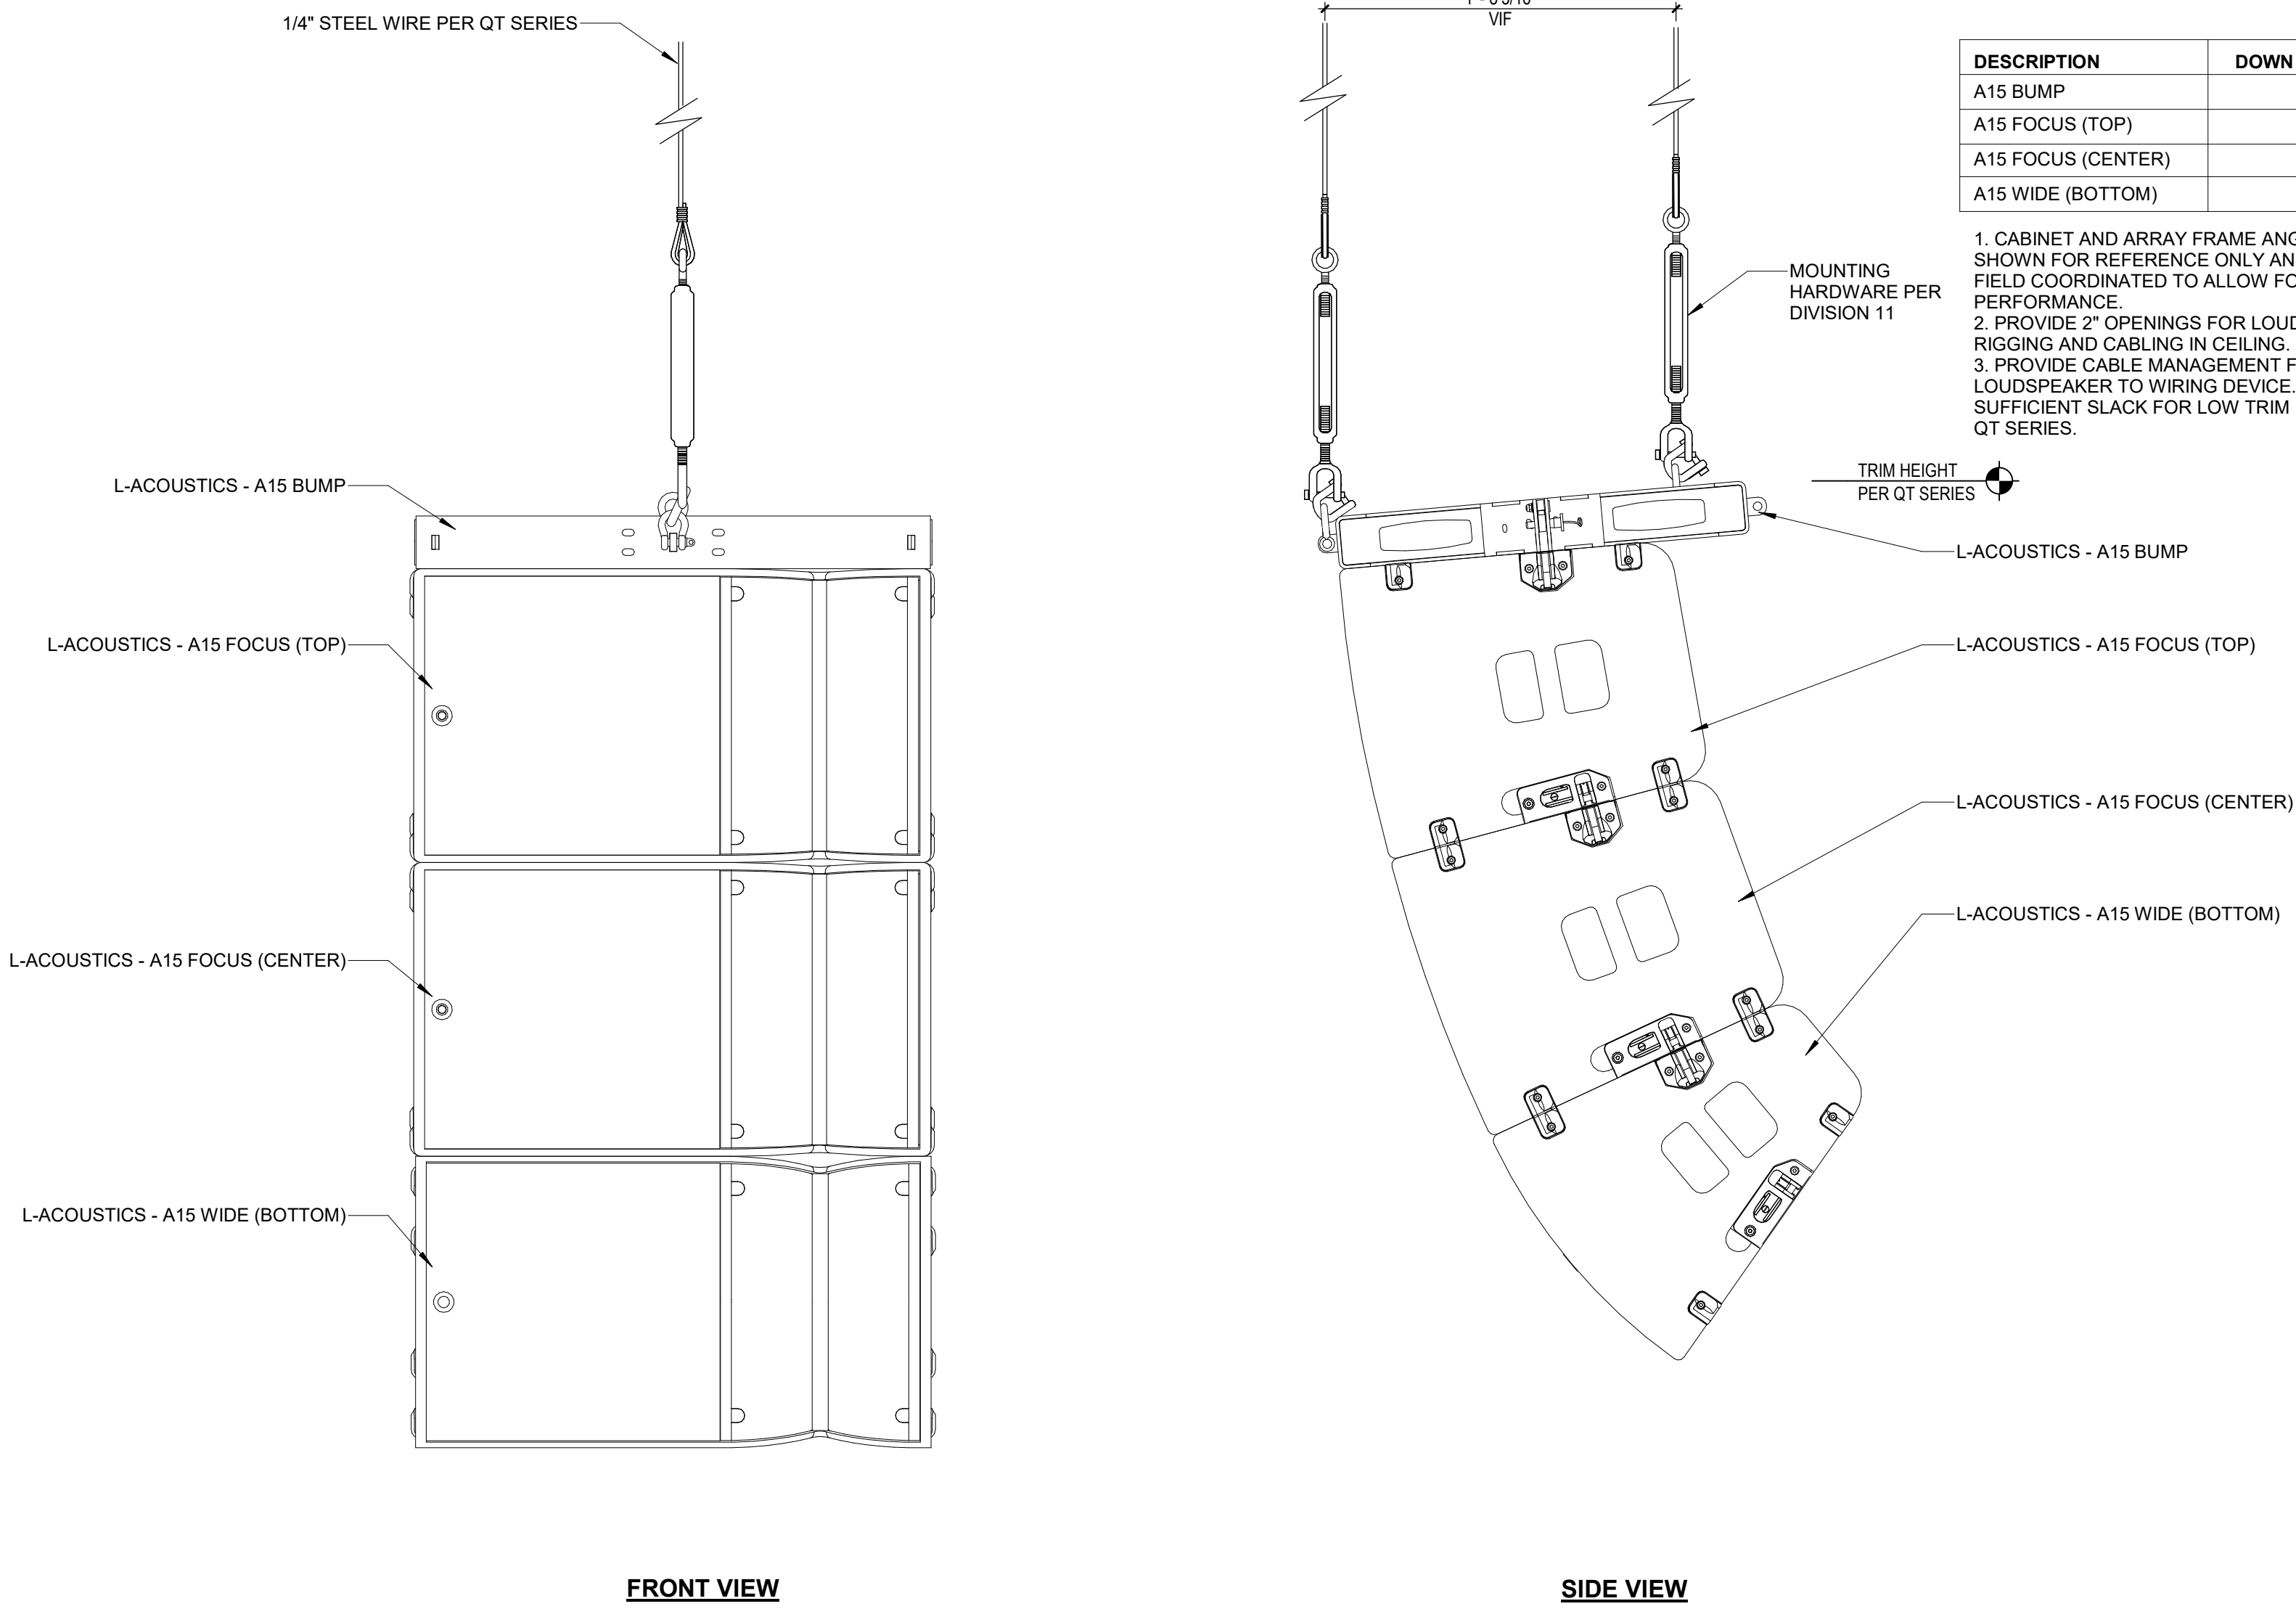 1/4" STEEL WIRE PER QT SERIES
L-ACOUSTICS - A15 BUMP
L-ACOUSTICS - A15 FOCUS (TOP)
L-ACOUSTICS - A15 FOCUS (CENTER)
L-ACOUSTICS - A15 WIDE (BOTTOM)
FRONT VIEW
VIF
MOUNTING
HARDWARE PER
DIVISION 11
TRIM HEIGHT
PER QT SERIES
L-ACOUSTICS - A15 BUMP
L-ACOUSTICS - A15 FOCUS (TOP)
L-ACOUSTICS - A15 FOCUS (CENTER)
L-ACOUSTICS - A15 WIDE (BOTTOM)
SIDE VIEW
DESCRIPTION DOWN
A15 BUMP
A15 FOCUS (TOP)
A15 FOCUS (CENTER)
A15 WIDE (BOTTOM)
1. CABINET AND ARRAY FRAME
SHOWN FOR REFERENCE ONLY
FIELD COORDINATED TO ALLOW
PERFORMANCE.
2. PROVIDE 2" OPENINGS FOR
RIGGING AND CABLING IN CEILING.
3. PROVIDE CABLE MANAGEMENT
LOUDSPEAKER TO WIRING DEVICE.
SUFFICIENT SLACK FOR LOW TRIM
QT SERIES.